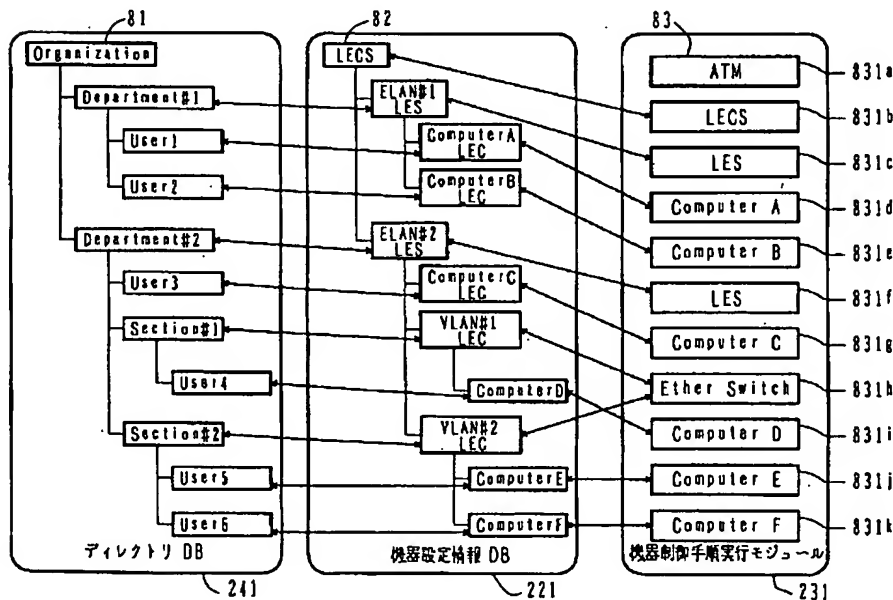 81
82
83
Organization
Department#1
User1
User2
Department#2
User3
Section#1
User4
Section#2
User5
User6
ディレクトリ DB
241
LECS
ELAN#1
LES
ComputerA
LEC
ComputerB
LEC
ELAN#2
LES
ComputerC
LEC
VLAN#1
LEC
ComputerD
VLAN#2
LEC
ComputerE
ComputerF
機器設定情報 DB
221
ATM
831a
LECS
831b
LES
831c
Computer A
831d
Computer B
831e
LES
831f
Computer C
831g
Ether Switch
831h
Computer D
831i
Computer E
831j
Computer F
831k
機器制御手順実行モジュール
231